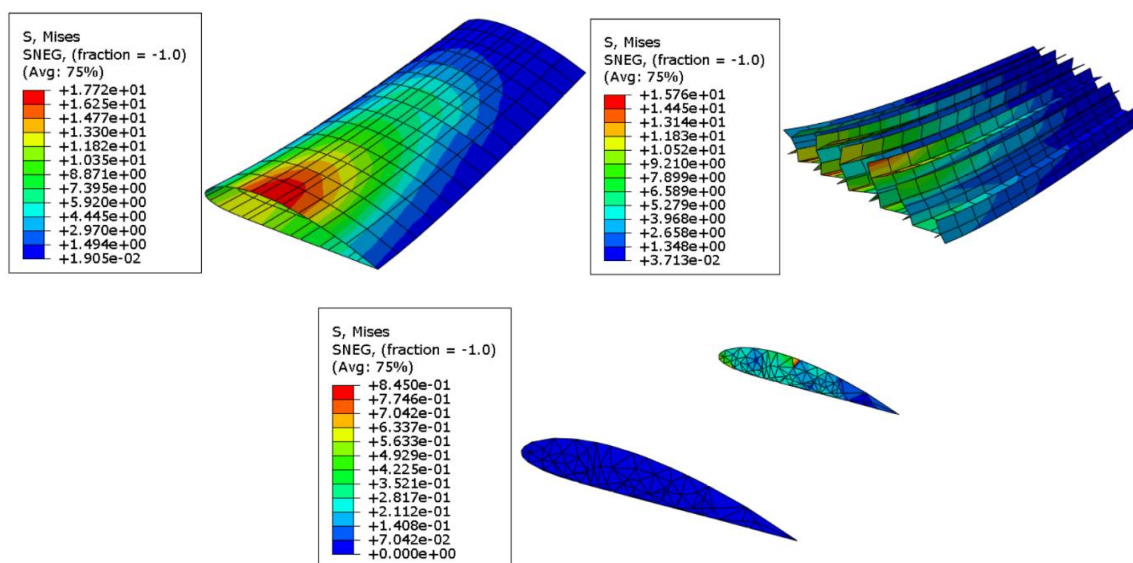 S, Mises
SNEG, (fraction = -1.0)
(Avg: 75%)
+1.772e+01
+1.625e+01
+1.477e+01
+1.330e+01
+1.182e+01
+1.035e+01
+8.871e+00
+7.395e+00
+5.920e+00
+4.445e+00
+2.970e+00
+1.494e+00
+1.905e-02
S, Mises
SNEG, (fraction = -1.0)
(Avg: 75%)
+1.576e+01
+1.445e+01
+1.314e+01
+1.183e+01
+1.052e+01
+9.210e+00
+7.899e+00
+6.589e+00
+5.279e+00
+3.968e+00
+2.658e+00
+1.348e+00
+3.713e-02
S, Mises
SNEG, (fraction = -1.0)
(Avg: 75%)
+8.450e-01
+7.746e-01
+7.042e-01
+6.337e-01
+5.633e-01
+4.929e-01
+4.225e-01
+3.521e-01
+2.817e-01
+2.112e-01
+1.408e-01
+7.042e-02
+0.000e+00